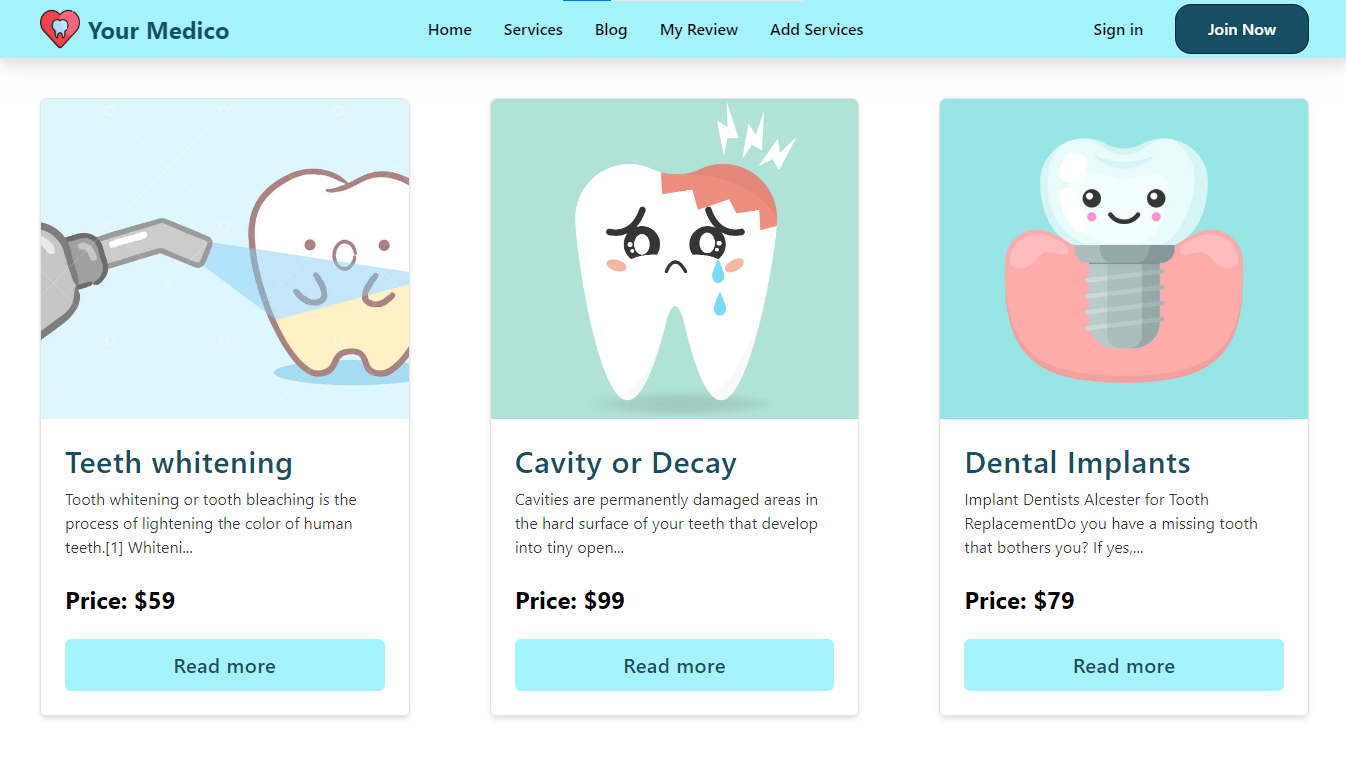 Your Medico
Home
Services
Blog
My Review
Add Services
Sign in
Join Now
Teeth whitening
Tooth whitening or tooth bleaching is the
process of lightening the color of human
teeth.[1] Whiteni...
Price: $59
Read more
Cavity or Decay
Cavities are permanently damaged areas in
the hard surface of your teeth that develop
into tiny open...
Price: $99
Read more
Dental Implants
Implant Dentists Alcester for Tooth
ReplacementDo you have a missing tooth
that bothers you? If yes,...
Price: $79
Read more